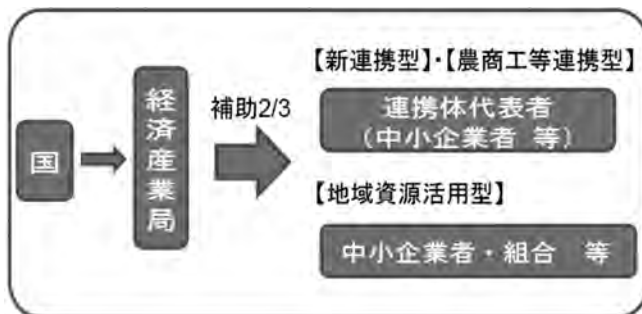 国
経済産業局
補助2/3
【新連携型】・【農商工等連携型】
連携体代表者
(中小企業者 等)
【地域資源活用型】
中小企業者・組合 等